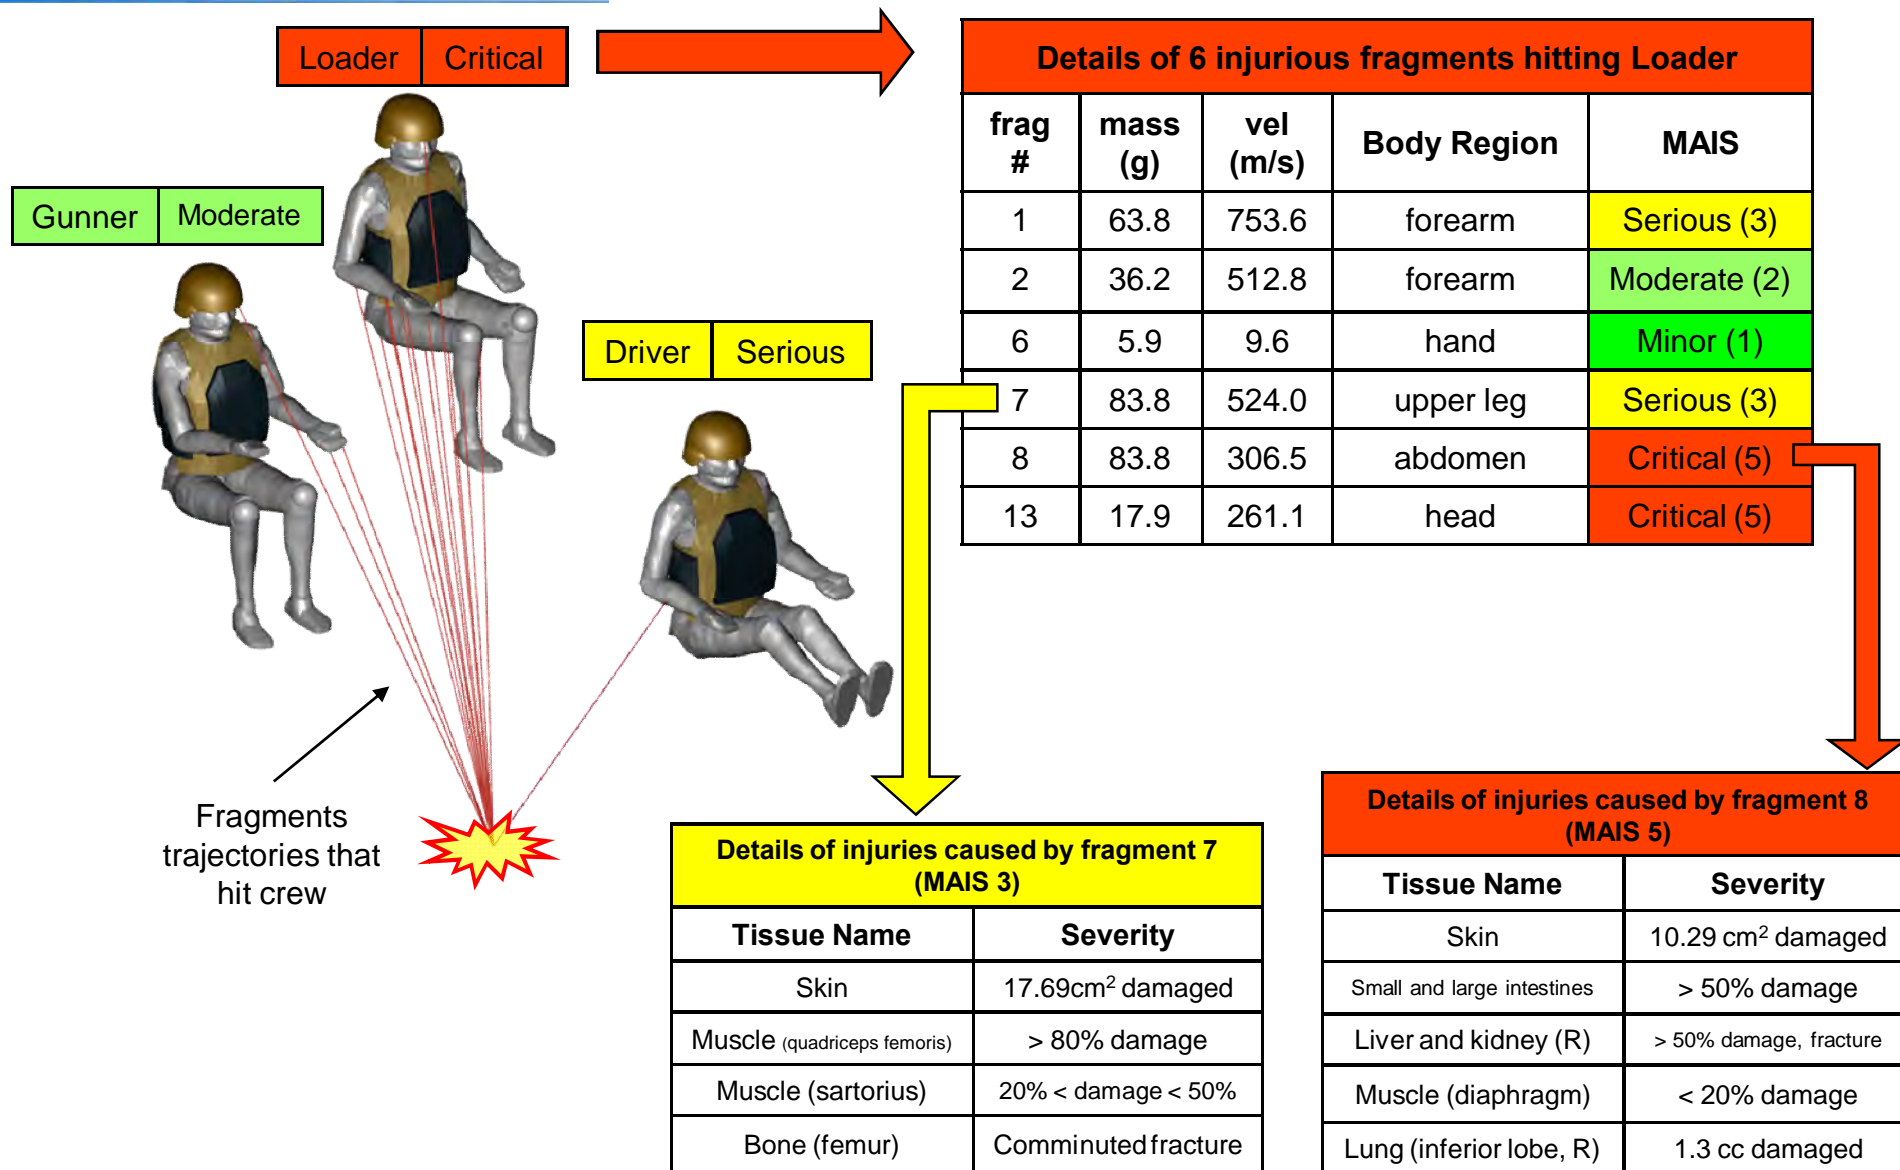 Loader Critical
Gunner Moderate
Driver Serious
Fragments
trajectories that
hit crew
Details of 6 injurious fragments hitting Loader
frag # mass (g) vel (m/s) Body Region MAIS
1 63.8 753.6 forearm Serious (3)
2 36.2 512.8 forearm Moderate (2)
6 5.9 9.6 hand Minor (1)
7 83.8 524.0 upper leg Serious (3)
8 83.8 306.5 abdomen Critical (5)
13 17.9 261.1 head Critical (5)
Details of injuries caused by fragment 7
(MAIS 3)
Tissue Name Severity
Skin 17.69cm² damaged
Muscle (quadriceps femoris) > 80% damage
Muscle (sartorius) 20% < damage < 50%
Bone (femur) Comminuted fracture
Details of injuries caused by fragment 8
(MAIS 5)
Tissue Name Severity
Skin 10.29 cm² damaged
Small and large intestines > 50% damage
Liver and kidney (R) > 50% damage, fracture
Muscle (diaphragm) < 20% damage
Lung (inferior lobe, R) 1.3 cc damaged